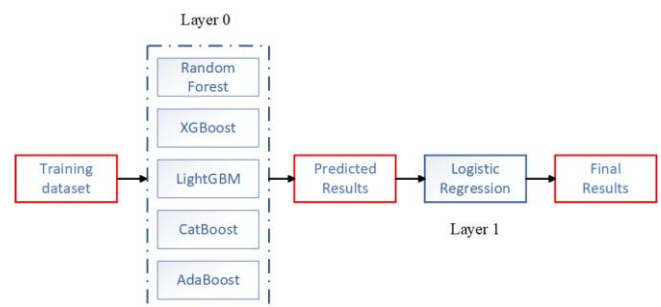 Layer 0
Random
Forest
XGBoost
LightGBM
CatBoost
AdaBoost
Training
dataset
Predicted
Results
Logistic
Regression
Layer 1
Final
Results